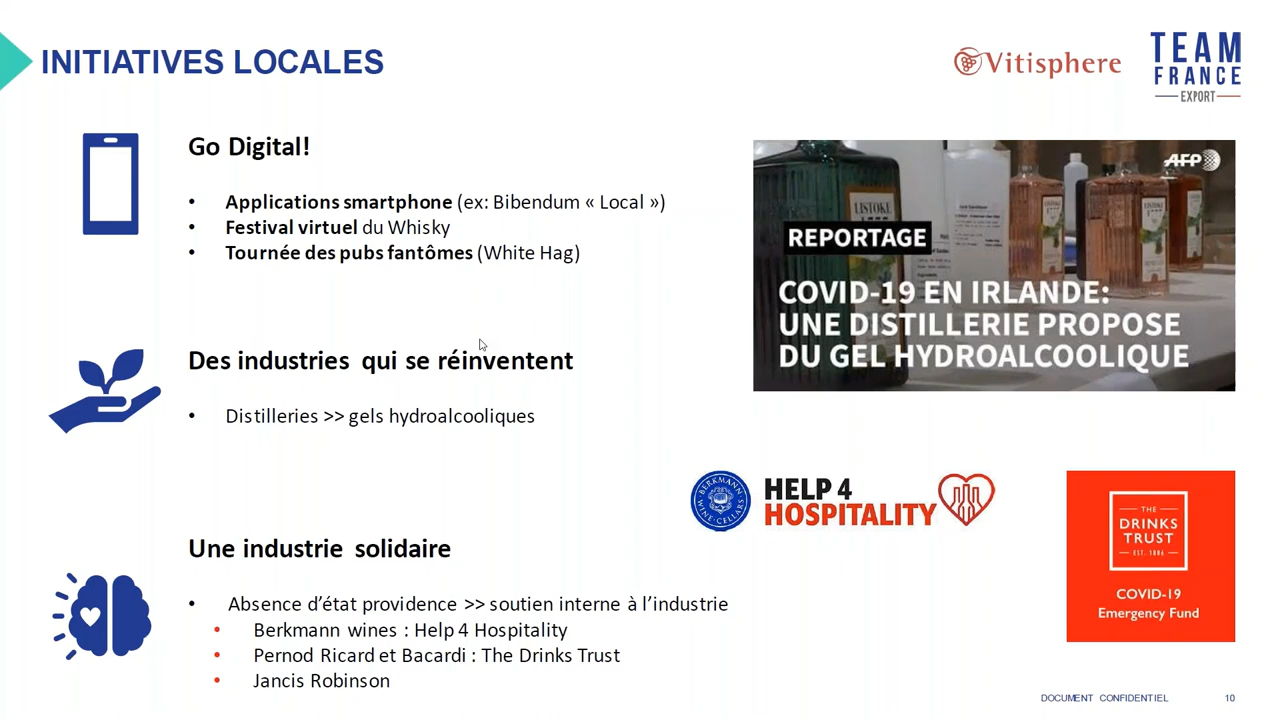 INITIATIVES LOCALES
Vitisphere
TEAM
FRANCE
EXPORT
Go Digital!
• Applications smartphone (ex: Bibendum « Local »)
• Festival virtuel du Whisky
• Tournée des pubs fantômes (White Hag)
AFP
LISTOKE
REPORTAGE
COVID-19 EN IRLANDE:
UNE DISTILLERIE PROPOSE
DU GEL HYDROALCOOLIQUE
Des industries qui se réinventent
• Distilleries >> gels hydroalcooliques
BERKMANN
WINE·CELLARS
HELP 4
HOSPITALITY
THE
DRINKS
TRUST
EST. 1886
COVID-19
Emergency Fund
Une industrie solidaire
• Absence d’état providence >> soutien interne à l’industrie
• Berkmann wines : Help 4 Hospitality
• Pernod Ricard et Bacardi : The Drinks Trust
• Jancis Robinson
DOCUMENT CONFIDENTIEL
10